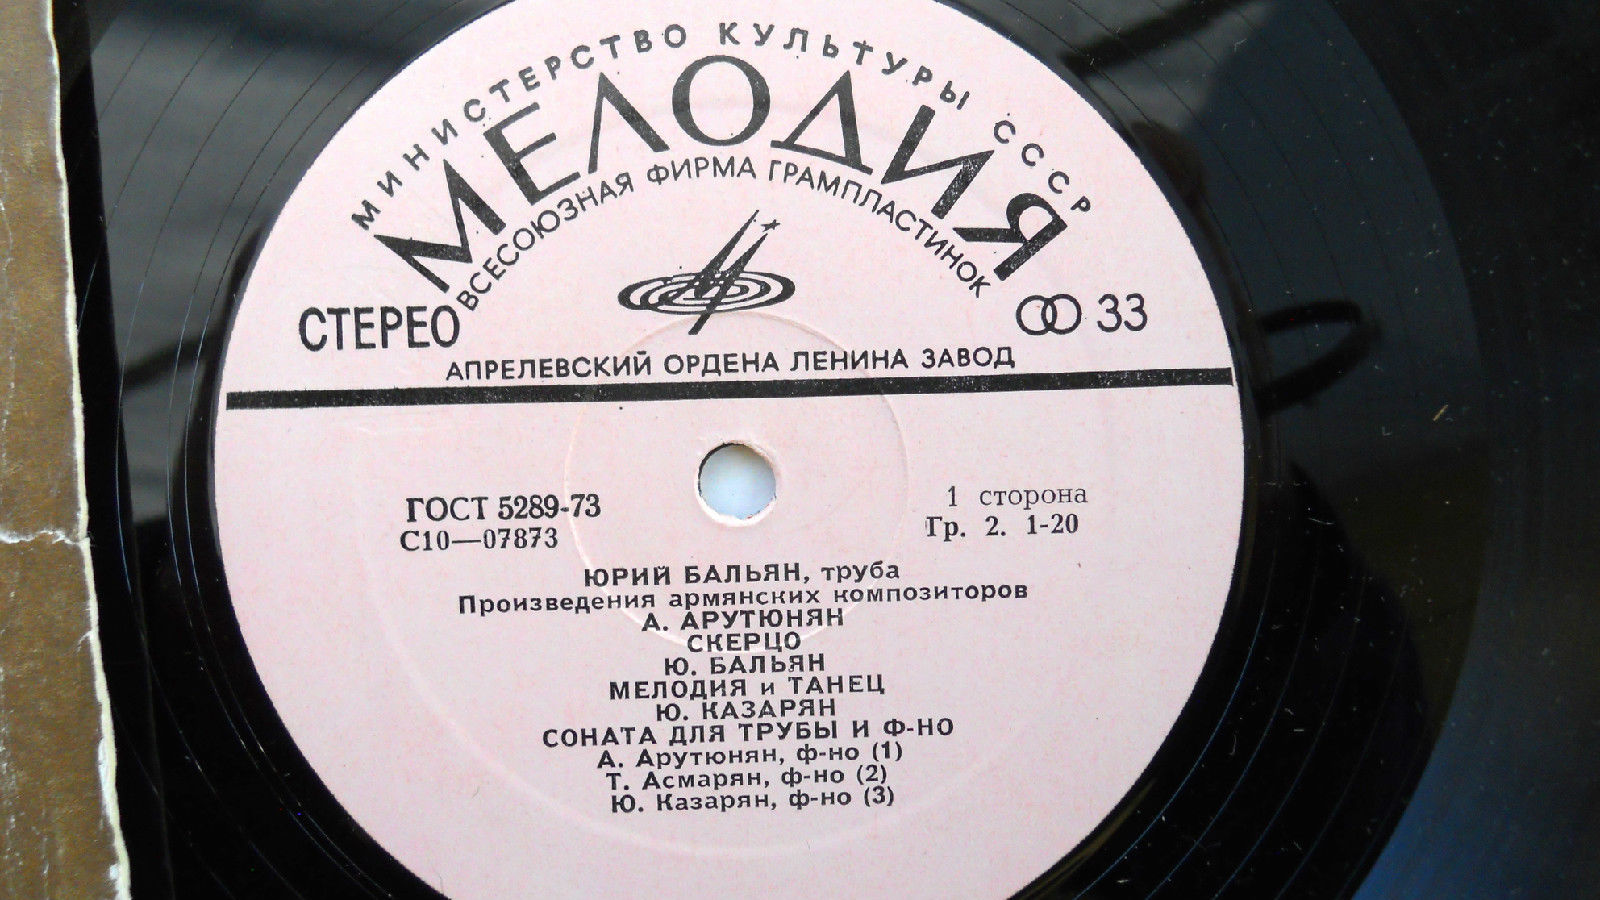 МИНИСТЕРСТВО КУЛЬТУРЫ СССР
МЕЛОДИЯ
ВСЕСОЮЗНАЯ ФИРМА ГРАМПЛАСТИНОК
СТЕРЕО
33
АПРЕЛЕВСКИЙ ОРДЕНА ЛЕНИНА ЗАВОД
ГОСТ 5289-73
1 сторона
С10—07873
Гр. 2. 1-20
ЮРИЙ БАЛЬЯН, труба
Произведения армянских композиторов
А. АРУТЮНЯН
СКЕРЦО
Ю. БАЛЬЯН
МЕЛОДИЯ и ТАНЕЦ
Ю. КАЗАРЯН
СОНАТА ДЛЯ ТРУБЫ И Ф-НО
А. Арутюнян, ф-но (1)
Т. Асмарян, ф-но (2)
Ю. Казарян, ф-но (3)